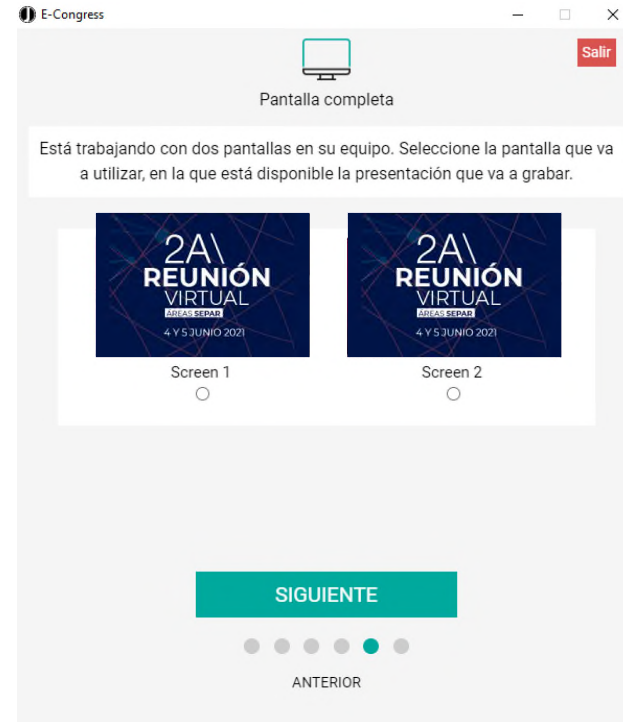 E-Congress
Salir
Pantalla completa
Está trabajando con dos pantallas en su equipo. Seleccione la pantalla que va
a utilizar, en la que está disponible la presentación que va a grabar.
2A\
REUNIÓN
VIRTUAL
ÁREAS SEPAR
4 Y 5 JUNIO 2021
Screen 1
2A\
REUNIÓN
VIRTUAL
ÁREAS SEPAR
4 Y 5 JUNIO 2021
Screen 2
SIGUIENTE
ANTERIOR